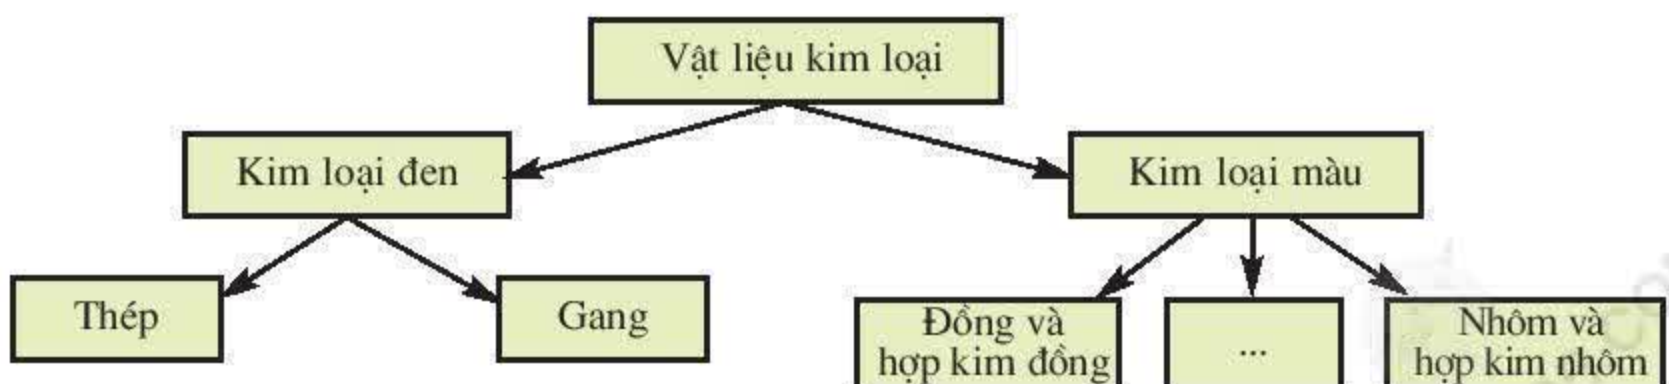 Vật liệu kim loại
Kim loại đen
Kim loại màu
Thép
Gang
Đồng và
hợp kim đồng
...
Nhôm và
hợp kim nhôm